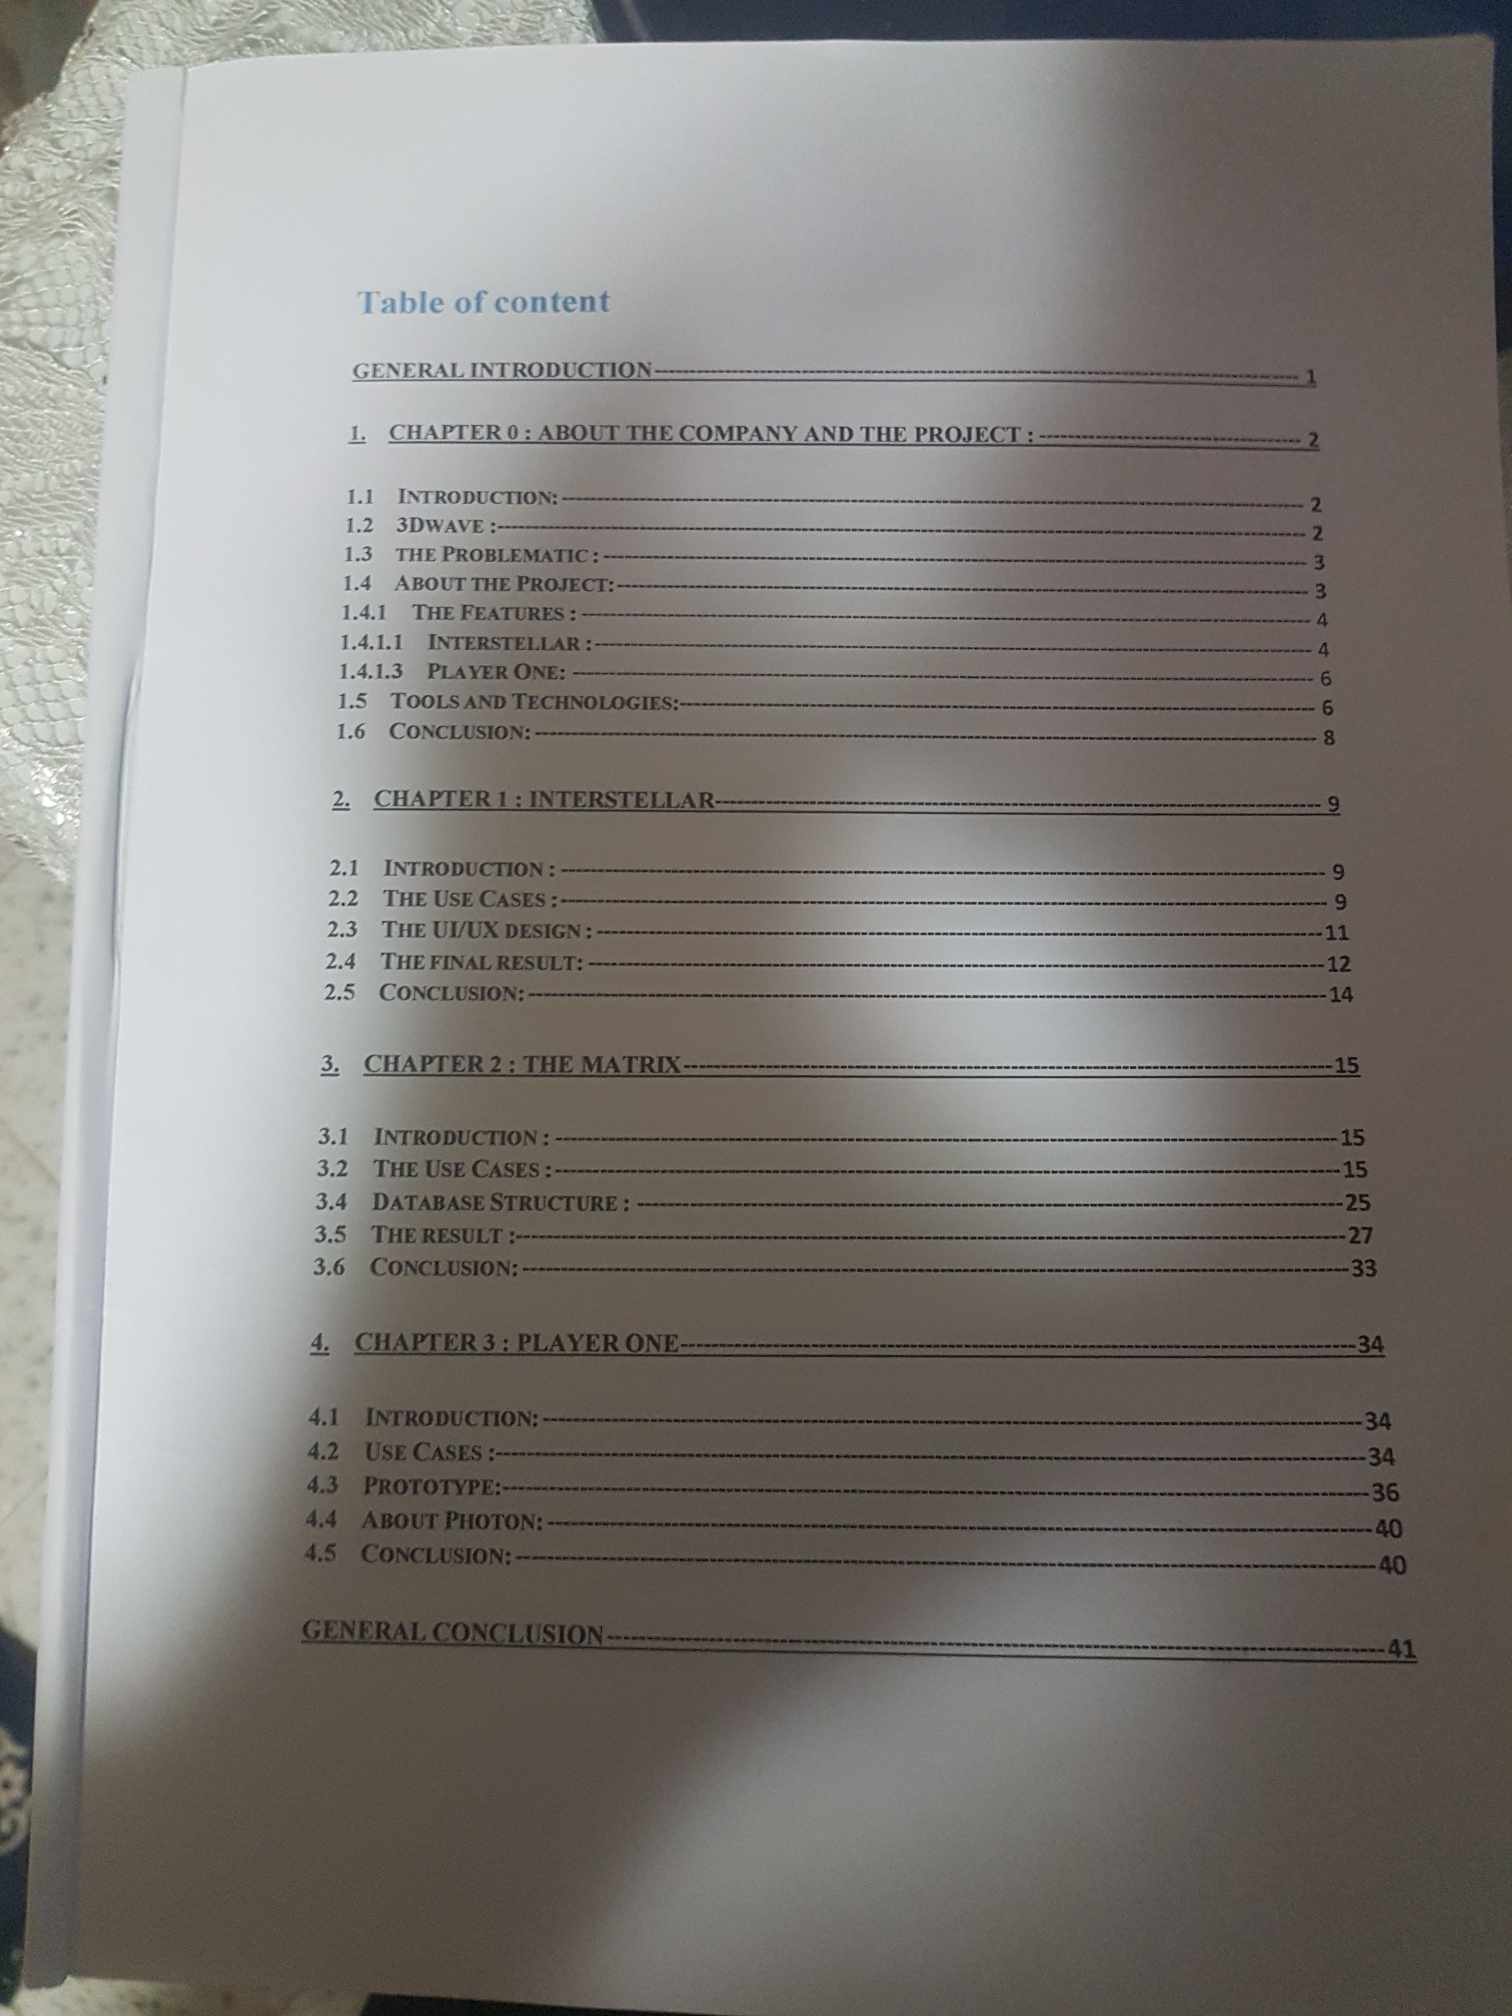 Table of content
GENERAL INTRODUCTION------------------------------ 1
1. CHAPTER 0 : ABOUT THE COMPANY AND THE PROJECT : ------------------------------ 2
1.1 INTRODUCTION: ------------------------------ 2
1.2 3DWAVE :------------------------------ 2
1.3 THE PROBLEMATIC : ------------------------------ 3
1.4 ABOUT THE PROJECT:------------------------------ 3
1.4.1 THE FEATURES : ------------------------------ 4
1.4.1.1 INTERSTELLAR :------------------------------ 4
1.4.1.3 PLAYER ONE: ------------------------------ 6
1.5 TOOLS AND TECHNOLOGIES:------------------------------ 6
1.6 CONCLUSION: ------------------------------ 8
2. CHAPTER 1 : INTERSTELLAR------------------------------ 9
2.1 INTRODUCTION : ------------------------------ 9
2.2 THE USE CASES :------------------------------ 9
2.3 THE UI/UX DESIGN : ------------------------------11
2.4 THE FINAL RESULT: ------------------------------12
2.5 CONCLUSION: ------------------------------14
3. CHAPTER 2 : THE MATRIX------------------------------15
3.1 INTRODUCTION : ------------------------------15
3.2 THE USE CASES :------------------------------15
3.4 DATABASE STRUCTURE : ------------------------------25
3.5 THE RESULT :------------------------------27
3.6 CONCLUSION: ------------------------------33
4. CHAPTER 3 : PLAYER ONE------------------------------34
4.1 INTRODUCTION: ------------------------------34
4.2 USE CASES :------------------------------34
4.3 PROTOTYPE:------------------------------36
4.4 ABOUT PHOTON: ------------------------------40
4.5 CONCLUSION: ------------------------------40
GENERAL CONCLUSION------------------------------41